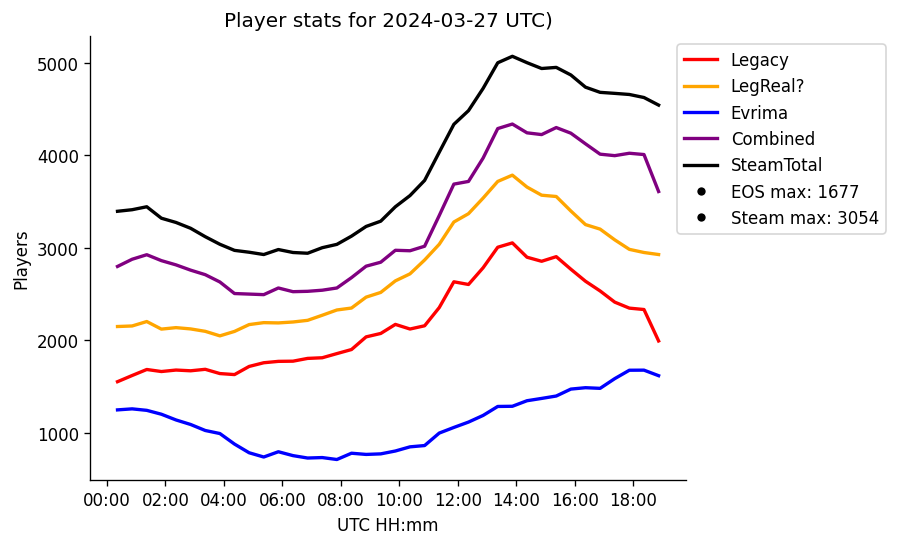 Player stats for 2024-03-27 UTC)
Legacy
LegReal?
Evrima
Combined
SteamTotal
EOS max: 1677
Steam max: 3054
Players
5000
4000
3000
2000
1000
00:00 02:00 04:00 06:00 08:00 10:00 12:00 14:00 16:00 18:00
UTC HH:mm